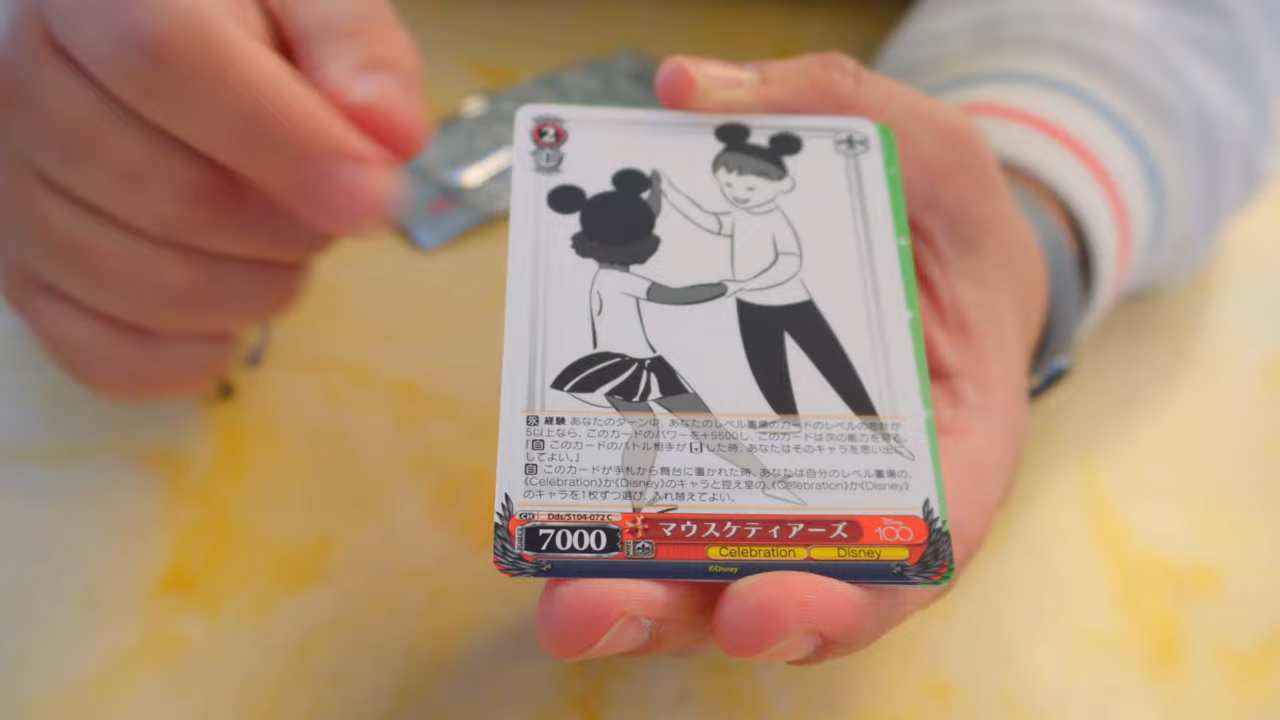 2
1
永 経験 あなたのターン中、あなたのレベル置場のカードのレベルの合計が
5以上なら、このカードのパワーを+5500し、このカードは次の能力を得る。
『自 このカードのバトル相手が した時、あなたはそのキャラを思い出に
してよい。』
自 このカードが手札から舞台に置かれた時、あなたは自分のレベル置場の、
《Celebration》か《Disney》のキャラと控え室の、《Celebration》か《Disney》
のキャラを1枚ずつ選び、入れ替えてよい。
CH Dds/S104-072 C
7000
マウスケティアーズ
Disney 100
Celebration Disney
©Disney